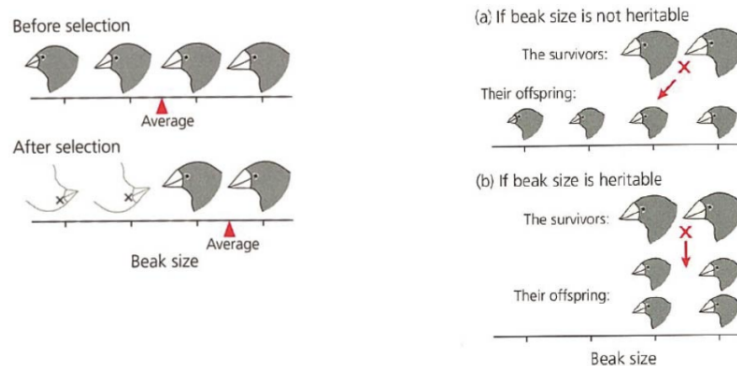 Before selection
Average
After selection
Average
Beak size
(a) If beak size is not heritable
The survivors:
X
Their offspring:
(b) If beak size is heritable
The survivors:
X
Their offspring:
Beak size